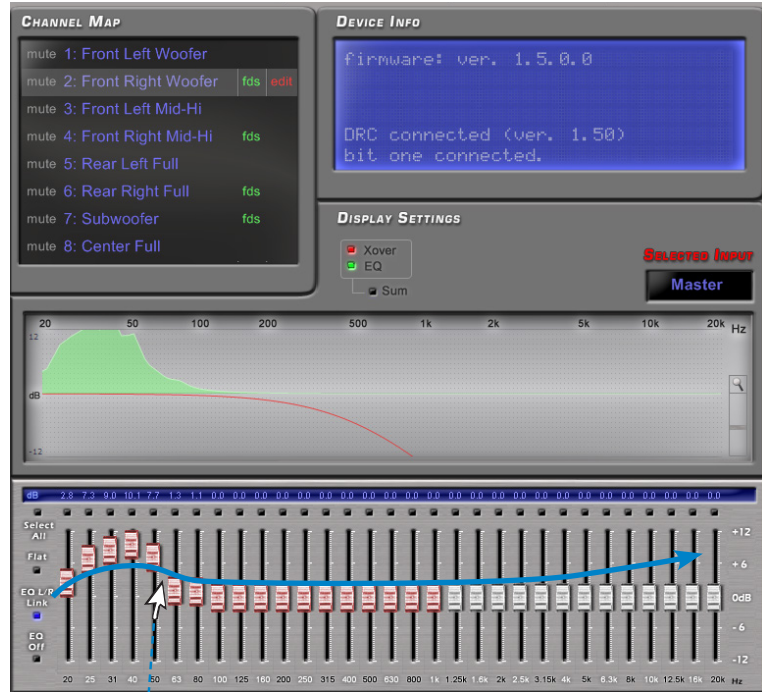 CHANNEL MAP
mute 1: Front Left Woofer
mute 2: Front Right Woofer fds edit
mute 3: Front Left Mid-Hi
mute 4: Front Right Mid-Hi fds
mute 5: Rear Left Full
mute 6: Rear Right Full fds
mute 7: Subwoofer fds
mute 8: Center Full
DEVICE INFO
firmware: ver. 1.5.0.0
DRC connected (ver. 1.50)
bit one connected.
DISPLAY SETTINGS
Xover
EQ
Sum
SELECTED INPUT
Master
20 50 100 200 500 1k 2k 5k 10k 20k Hz
12
dB
-12
dB 2.8 7.3 9.0 10.1 7.7 1.3 1.1 0.0 0.0 0.0 0.0 0.0 0.0 0.0 0.0 0.0 0.0 0.0 0.0 0.0 0.0 0.0 0.0 0.0 0.0 0.0 0.0 0.0 0.0 0.0 0.0
Select
All
Flat
EQ L/R
Link
EQ
Off
+12
+6
0dB
-6
-12
20 25 31 40 50 63 80 100 125 160 200 250 315 400 500 630 800 1k 1.25k 1.6k 2k 2.5k 3.15k 4k 5k 6.3k 8k 10k 12.5k 16k 20k Hz